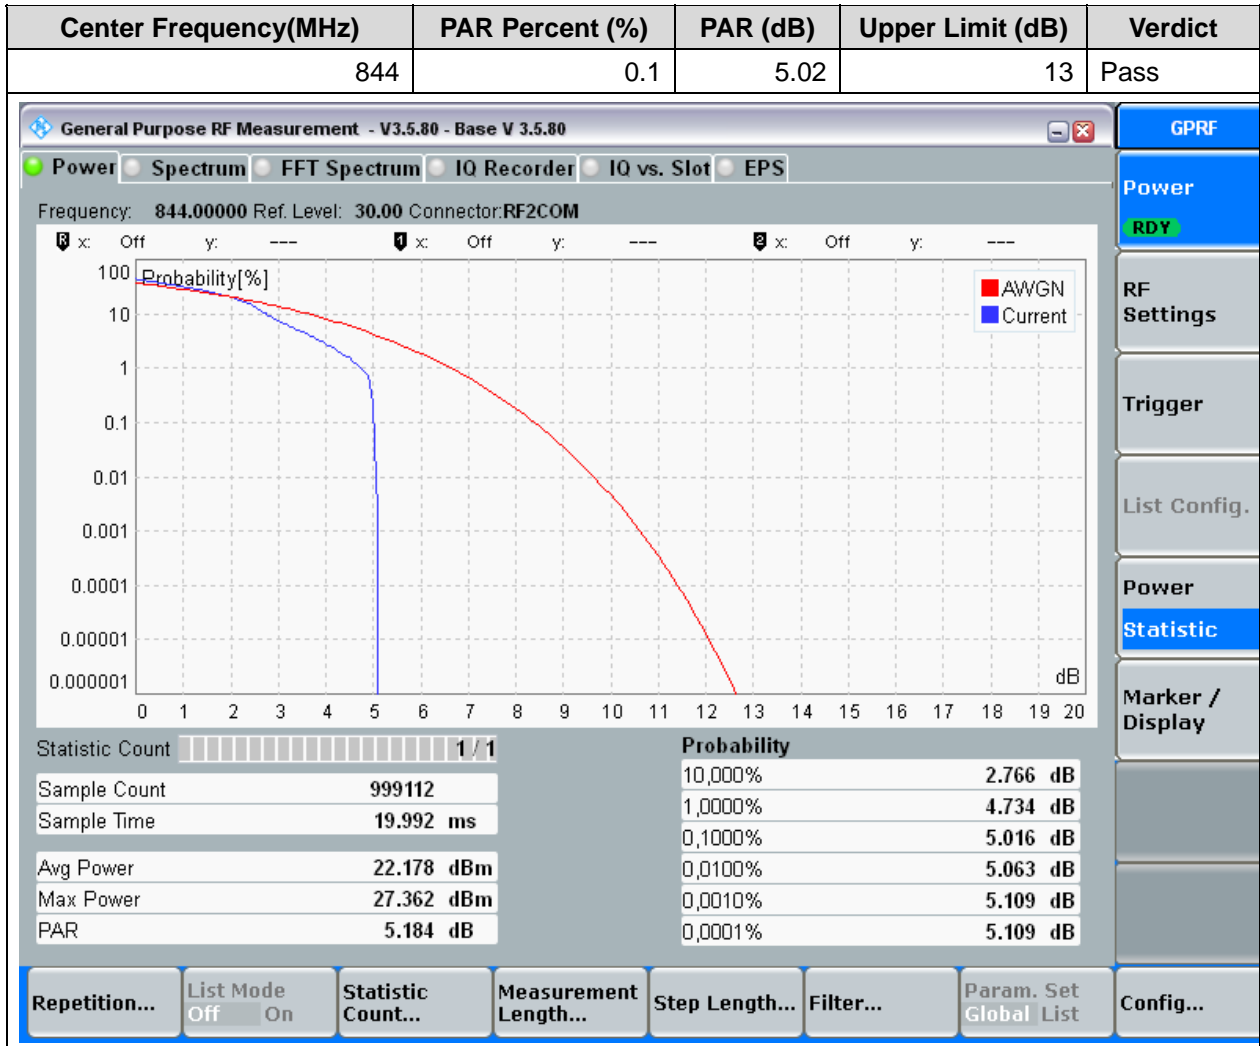 Center Frequency(MHz) PAR Percent (%) PAR (dB) Upper Limit (dB) Verdict
844 0.1 5.02 13 Pass
General Purpose RF Measurement - V3.5.80 - Base V 3.5.80
GPRF
Power Spectrum FFT Spectrum IQ Recorder IQ vs. Slot EPS
Power
RDY
Frequency: 844.00000 Ref. Level: 30.00 Connector:RF2COM
R x: Off y: --- 1 x: Off y: --- 2 x: Off y: ---
Probability[%]
AWGN
Current
100
10
1
0.1
0.01
0.001
0.0001
0.00001
0.000001
dB
0 1 2 3 4 5 6 7 8 9 10 11 12 13 14 15 16 17 18 19 20
RF
Settings
Trigger
List Config.
Power
Statistic
Marker /
Display
Statistic Count 1 / 1
Sample Count 999112
Sample Time 19.992 ms
Avg Power 22.178 dBm
Max Power 27.362 dBm
PAR 5.184 dB
Probability
10,000% 2.766 dB
1,0000% 4.734 dB
0,1000% 5.016 dB
0,0100% 5.063 dB
0,0010% 5.109 dB
0,0001% 5.109 dB
Repetition...
List Mode
Off On
Statistic
Count...
Measurement
Length...
Step Length...
Filter...
Param. Set
Global List
Config...